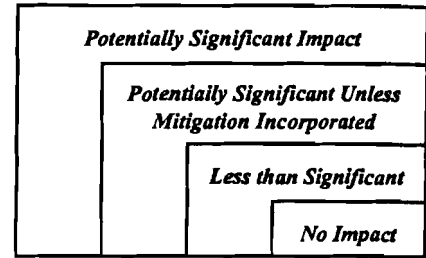 Potentially Significant Impact
Potentially Significant Unless
Mitigation Incorporated
Less than Significant
No Impact